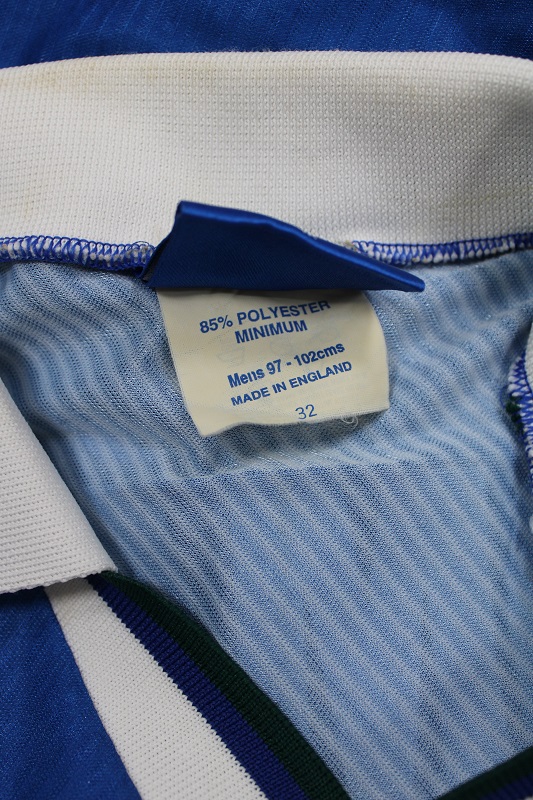 85% POLYESTER
MINIMUM
Mens 97 - 102cms
MADE IN ENGLAND
32